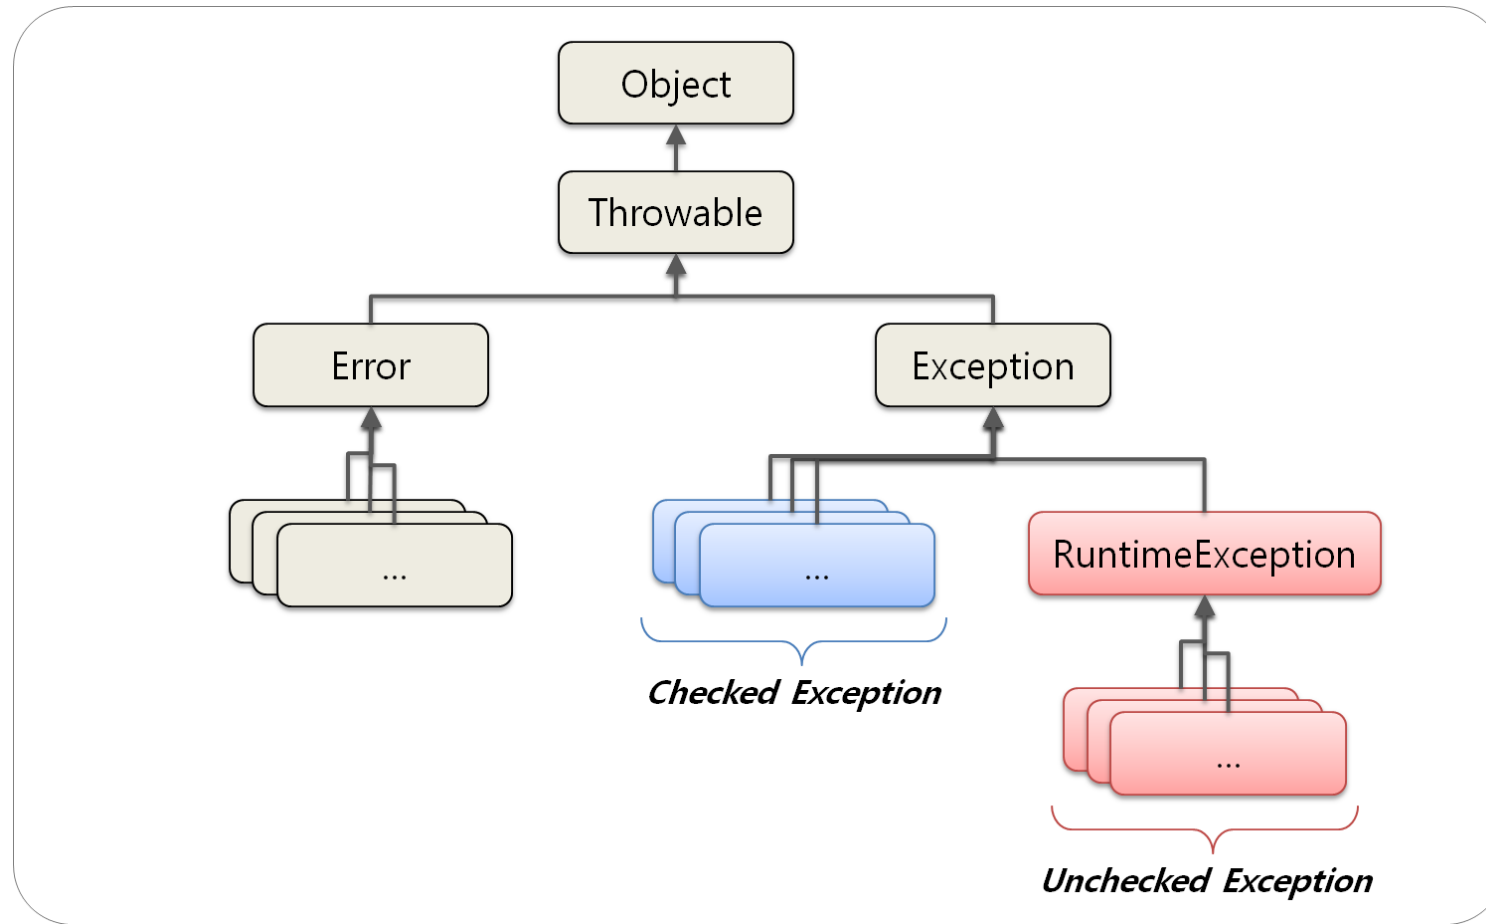 Object
Throwable
Error
Exception
...
...
RuntimeException
Checked Exception
...
Unchecked Exception